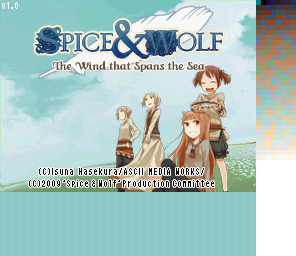 v1.0
SPICE&WOLF
The Wind that Spans the Sea
(C)Isuna Hasekura/ASCII MEDIA WORKS/
(C)2009"Spice & Wolf"Production Committee